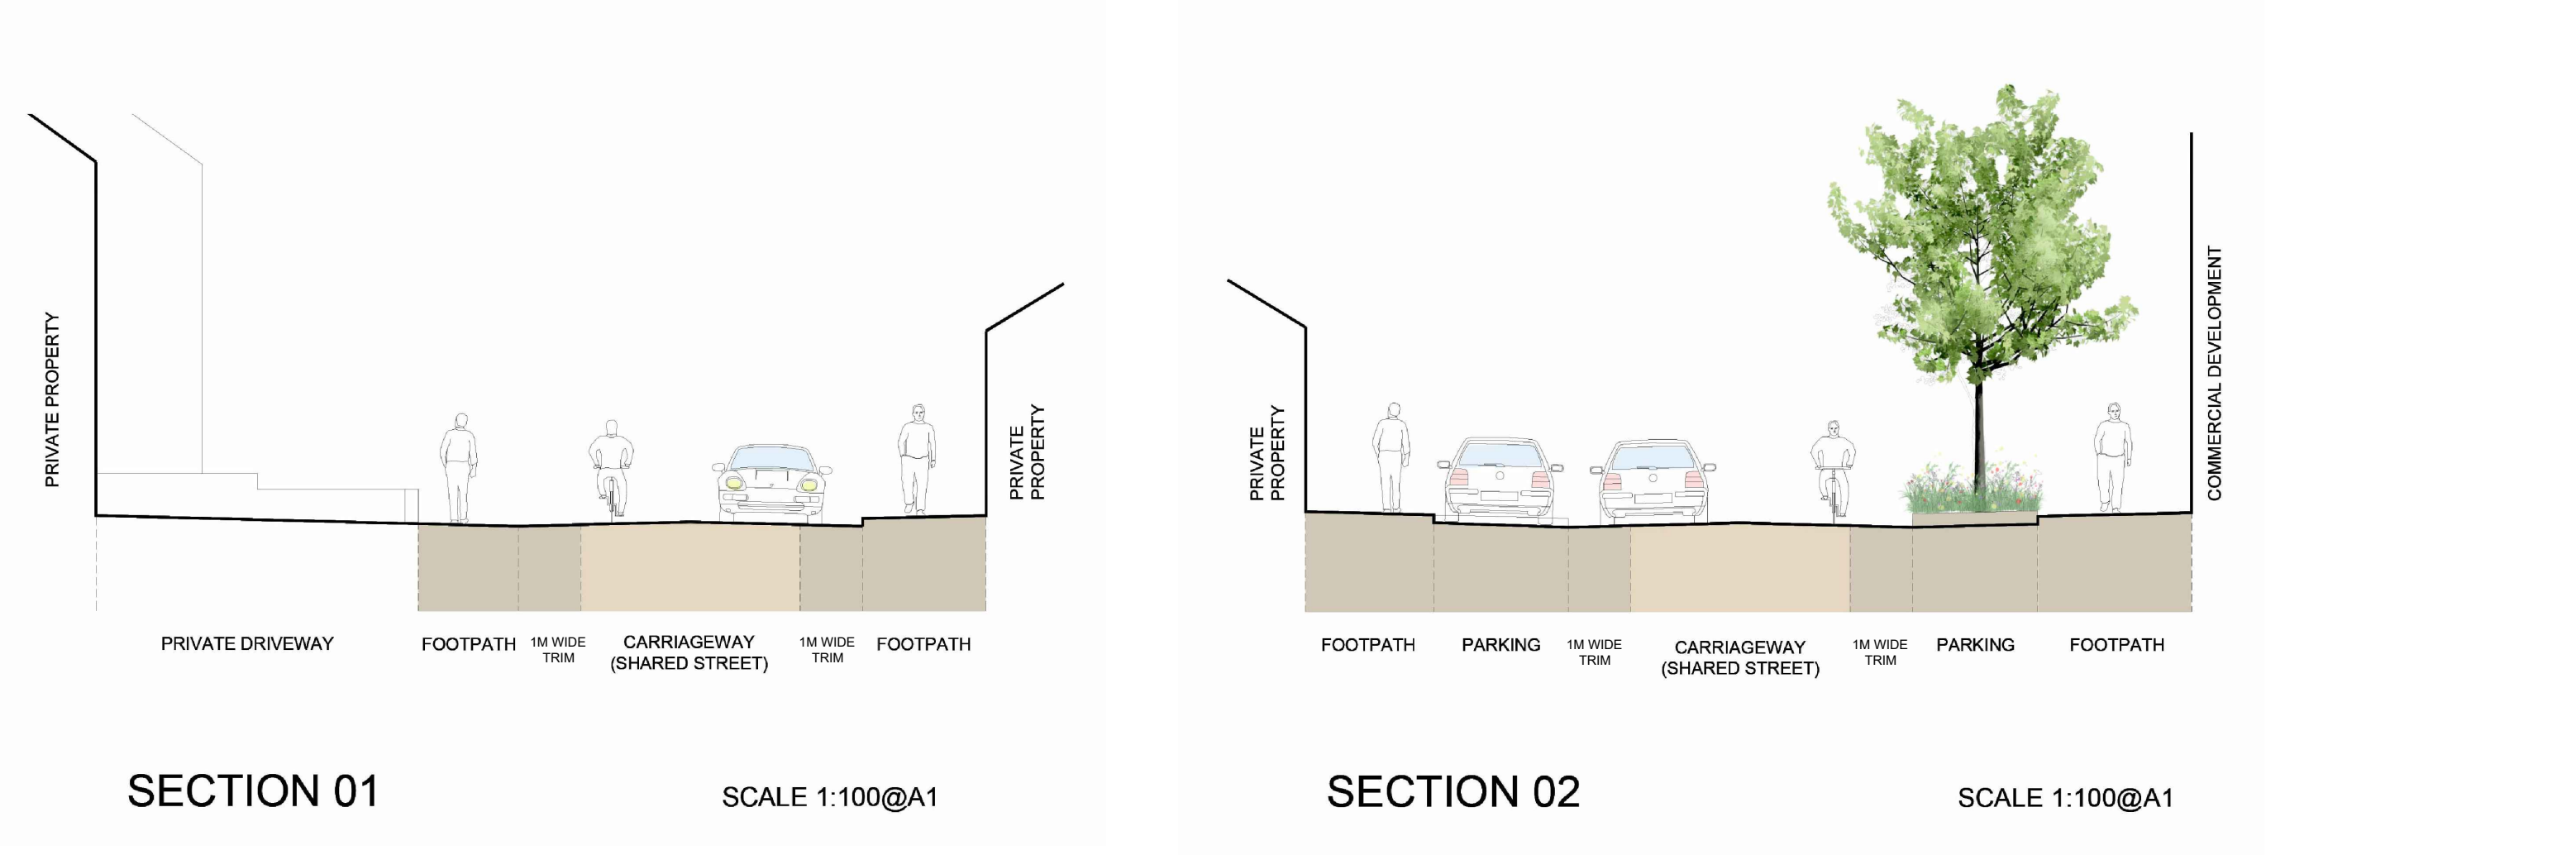 PRIVATE PROPERTY
PRIVATE
PROPERTY
PRIVATE DRIVEWAY
FOOTPATH
1M WIDE
TRIM
CARRIAGEWAY
(SHARED STREET)
1M WIDE
TRIM
FOOTPATH
SECTION 01
SCALE 1:100@A1
PRIVATE
PROPERTY
COMMERCIAL DEVELOPMENT
FOOTPATH
PARKING
1M WIDE
TRIM
CARRIAGEWAY
(SHARED STREET)
1M WIDE
TRIM
PARKING
FOOTPATH
SECTION 02
SCALE 1:100@A1